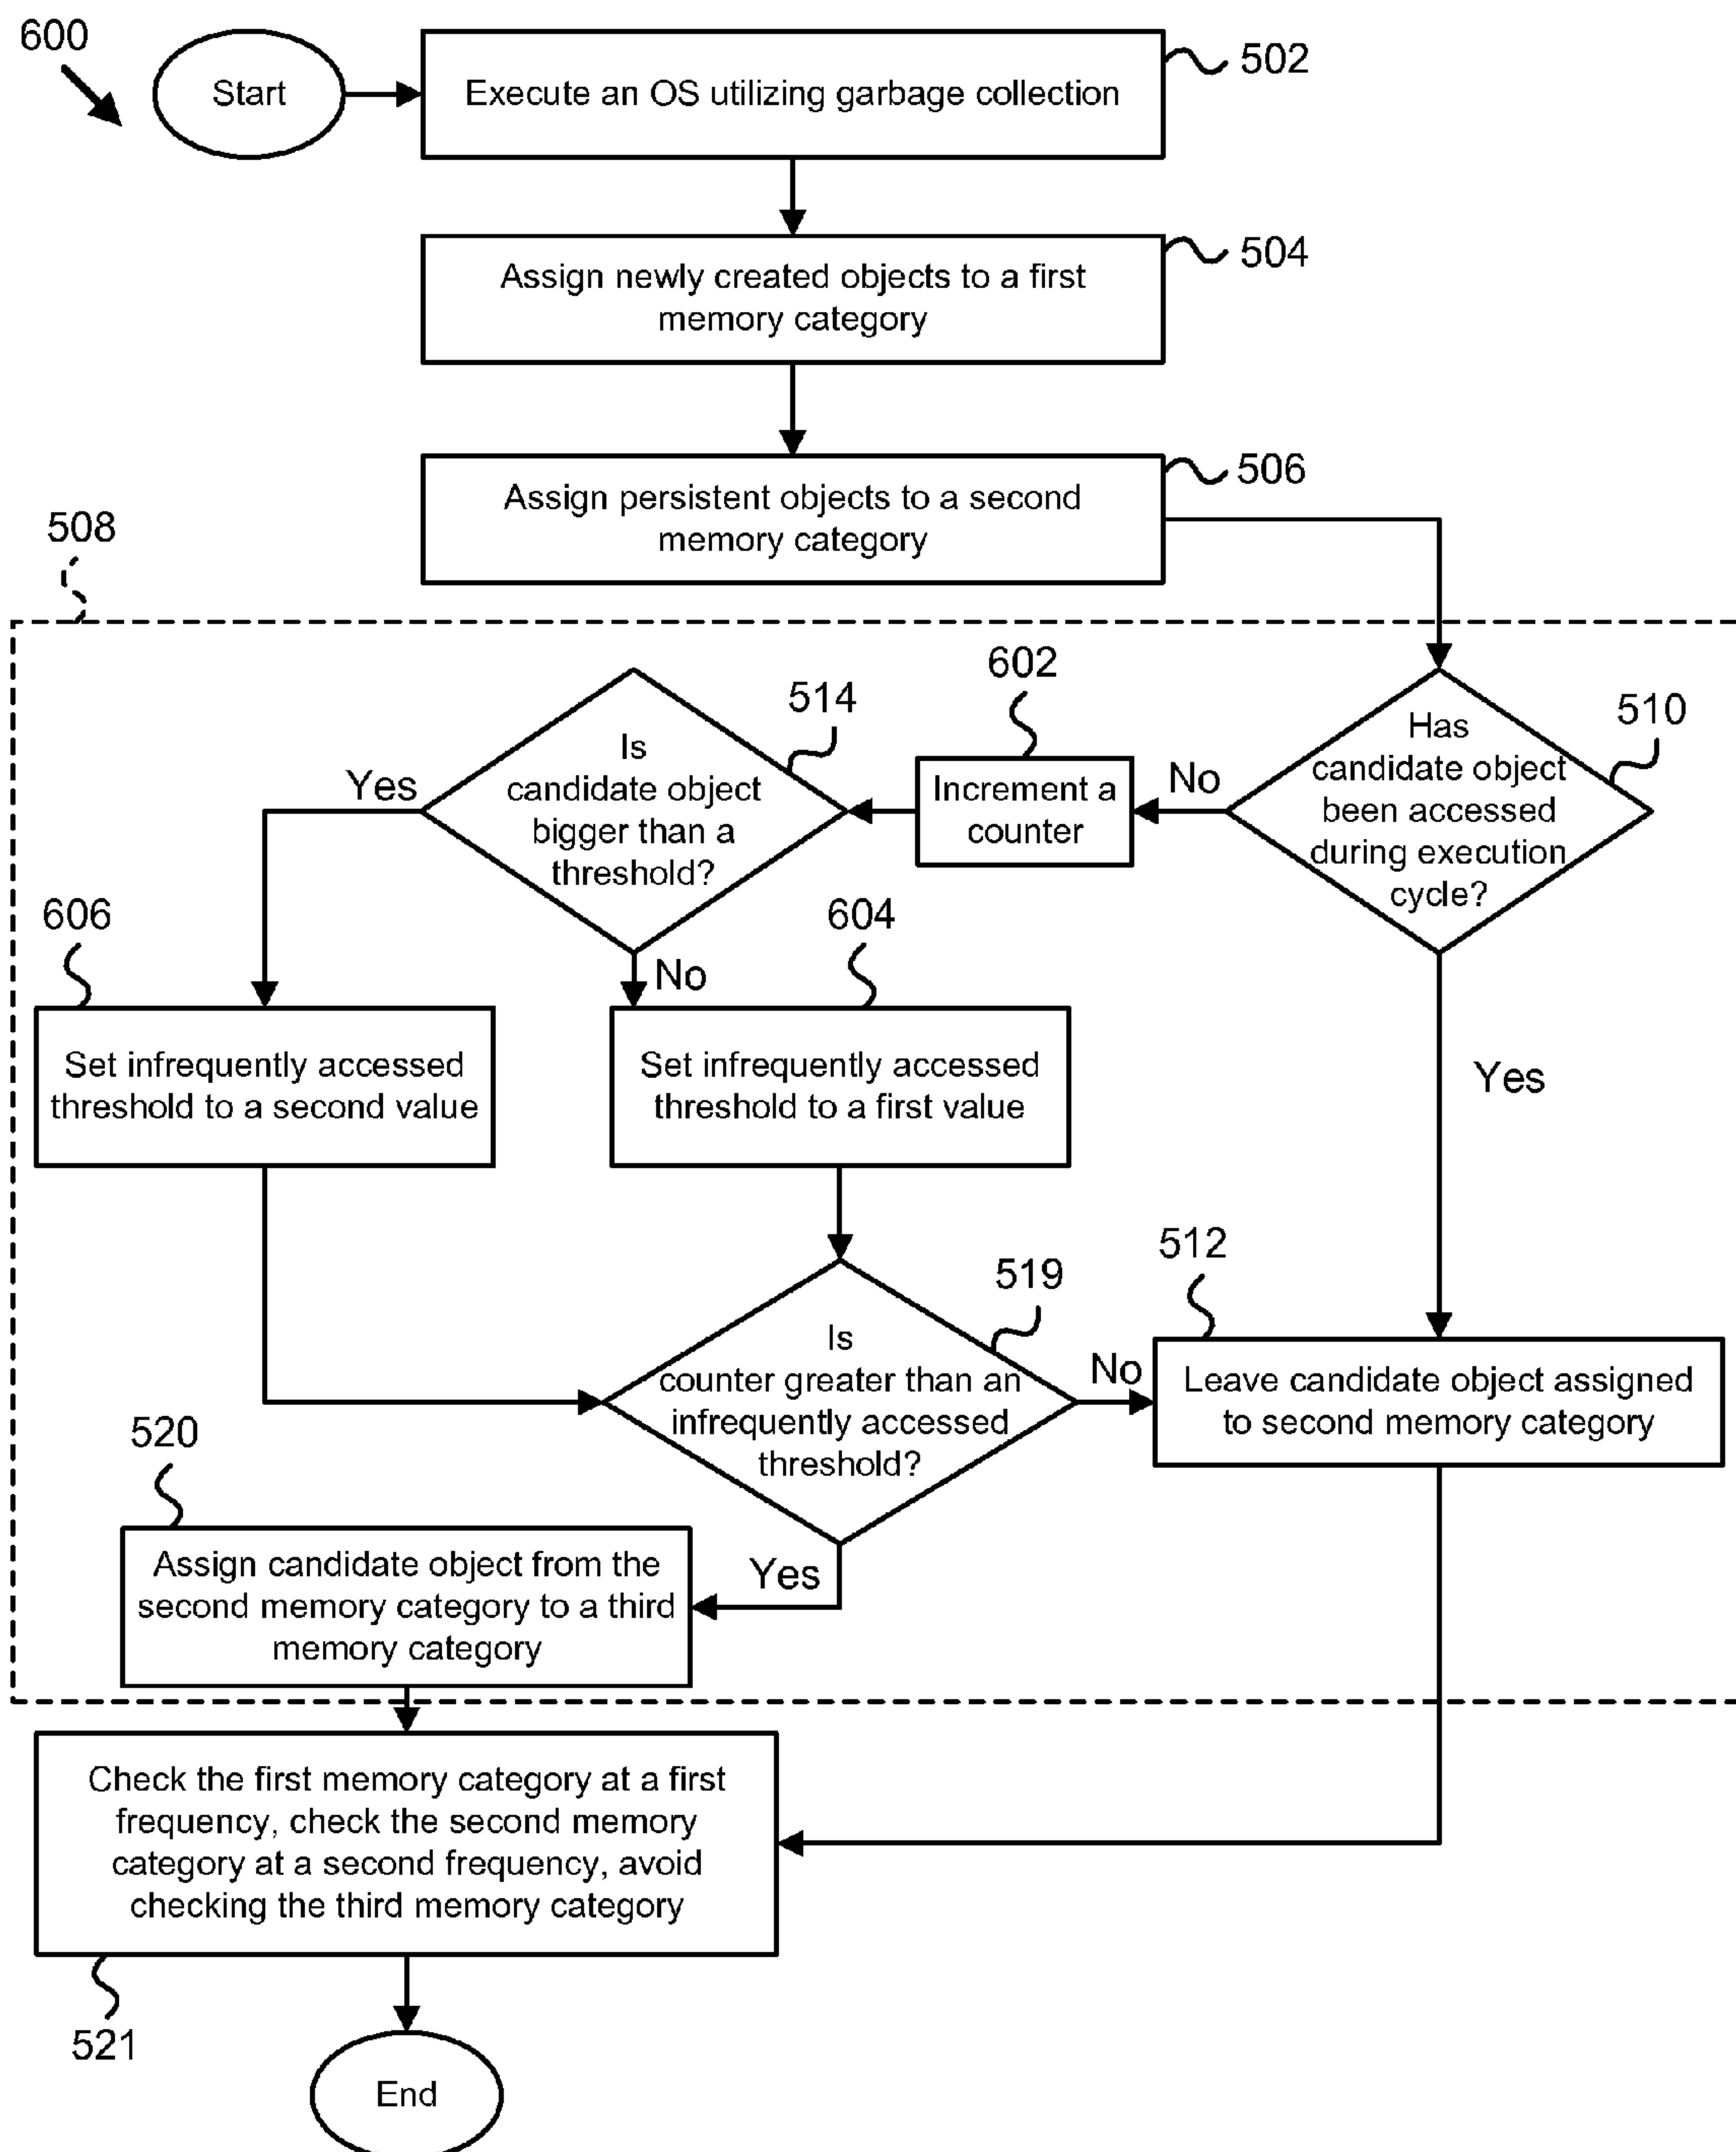 600
Start
Execute an OS utilizing garbage collection
502
Assign newly created objects to a first
memory category
504
Assign persistent objects to a second
memory category
506
508
Has
candidate object
been accessed
during execution
cycle?
510
No
Yes
Increment a
counter
602
Is
candidate object
bigger than a
threshold?
514
Yes
No
606
Set infrequently accessed
threshold to a second value
604
Set infrequently accessed
threshold to a first value
Is
counter greater than an
infrequently accessed
threshold?
519
No
Yes
512
Leave candidate object assigned
to second memory category
520
Assign candidate object from the
second memory category to a third
memory category
Check the first memory category at a first
frequency, check the second memory
category at a second frequency, avoid
checking the third memory category
521
End